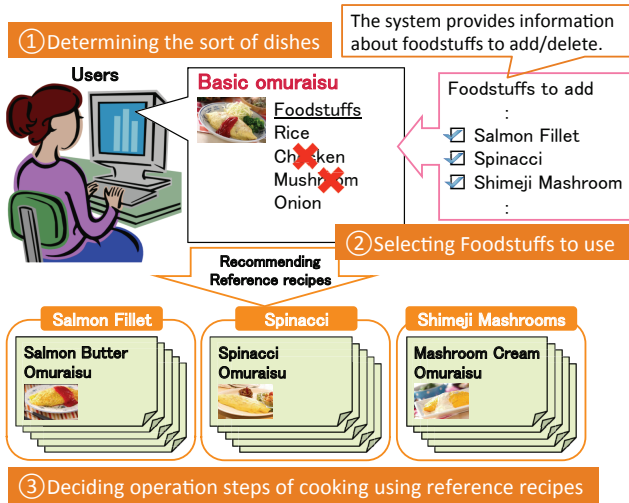 The system provides information
about foodstuffs to add/delete.
①Determining the sort of dishes
Users
Basic omuraisu
Foodstuffs
Rice
Chicken
Mushroom
Onion
Foodstuffs to add
:
Salmon Fillet
Spinacci
Shimeji Mashroom
:
②Selecting Foodstuffs to use
Recommending
Reference recipes
Salmon Fillet
Spinacci
Shimeji Mashrooms
Salmon Butter
Omuraisu
Spinacci
Omuraisu
Mashroom Cream
Omuraisu
③Deciding operation steps of cooking using reference recipes